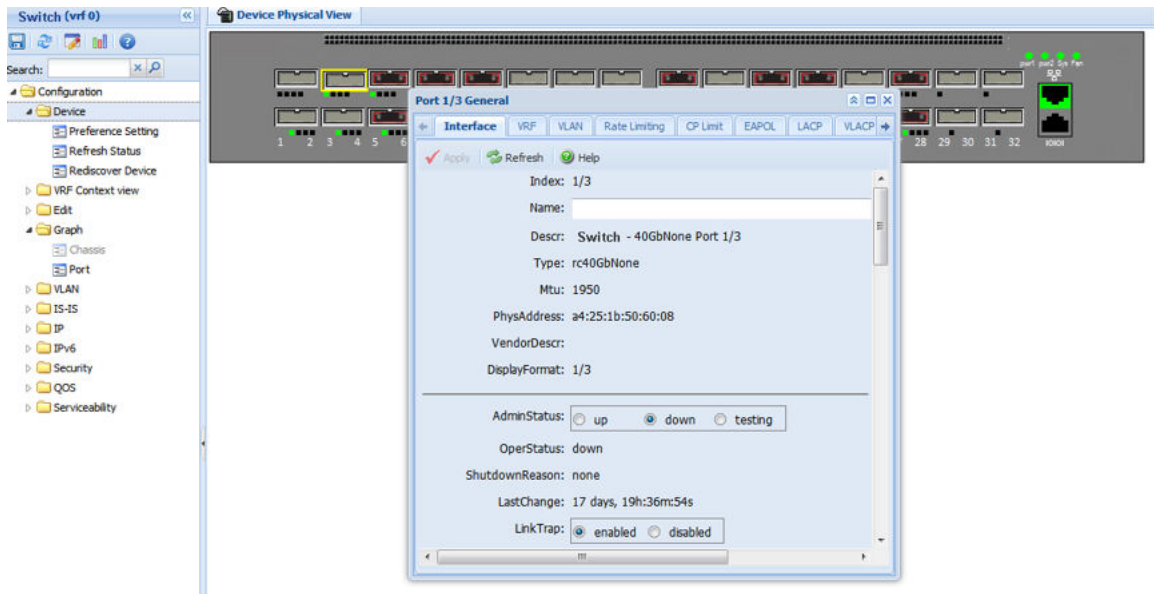 Switch (vrf 0)
Device Physical View
Search:
Configuration
Device
Preference Setting
Refresh Status
Rediscover Device
VRF Context view
Edit
Graph
Chassis
Port
VLAN
IS-IS
IP
IPv6
Security
QOS
Serviceability
pwr1 pwr2 Sys Fan
1 2 3 4 5 6
28 29 30 31 32
IOIOI
Port 1/3 General
Interface VRF VLAN Rate Limiting CP Limit EAPOL LACP VLACP
Apply Refresh Help
Index: 1/3
Name:
Descr: Switch - 40GbNone Port 1/3
Type: rc40GbNone
Mtu: 1950
PhysAddress: a4:25:1b:50:60:08
VendorDescr:
DisplayFormat: 1/3
AdminStatus: up down testing
OperStatus: down
ShutdownReason: none
LastChange: 17 days, 19h:36m:54s
LinkTrap: enabled disabled